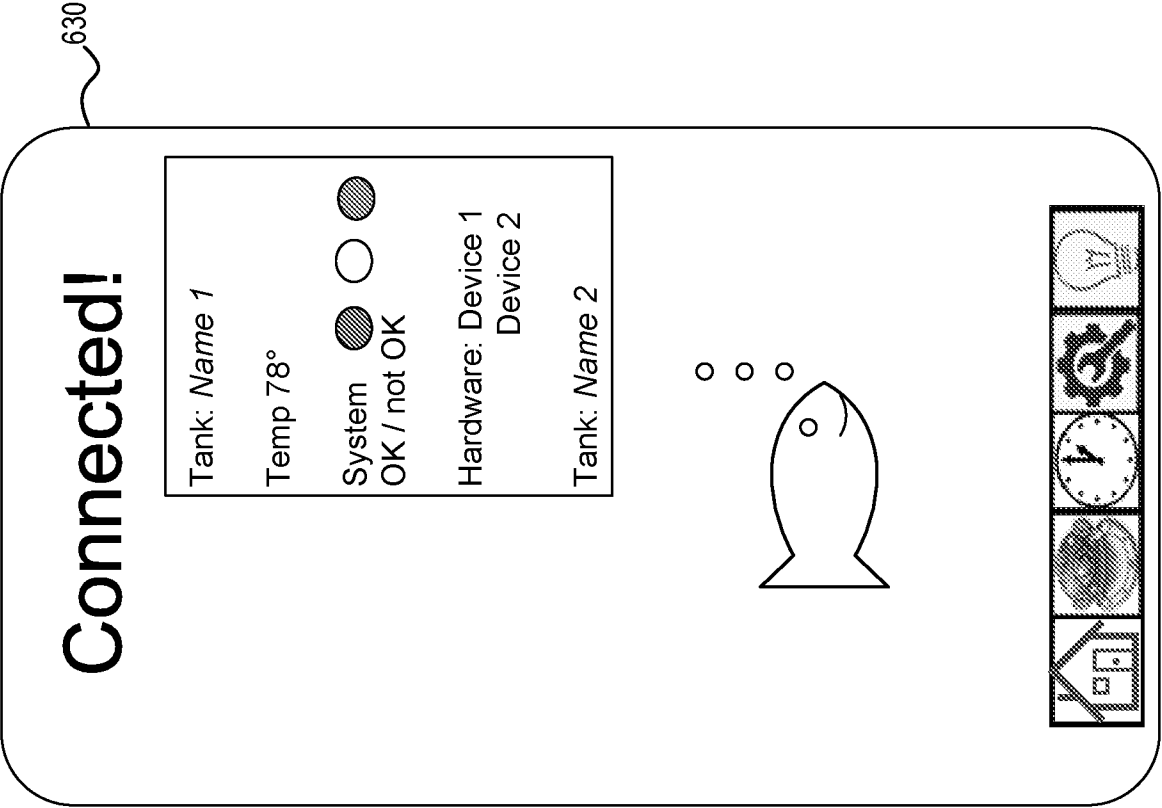 630
Connected!
Tank: Name 1
Temp 78°
System
OK / not OK
Hardware: Device 1
Device 2
Tank: Name 2